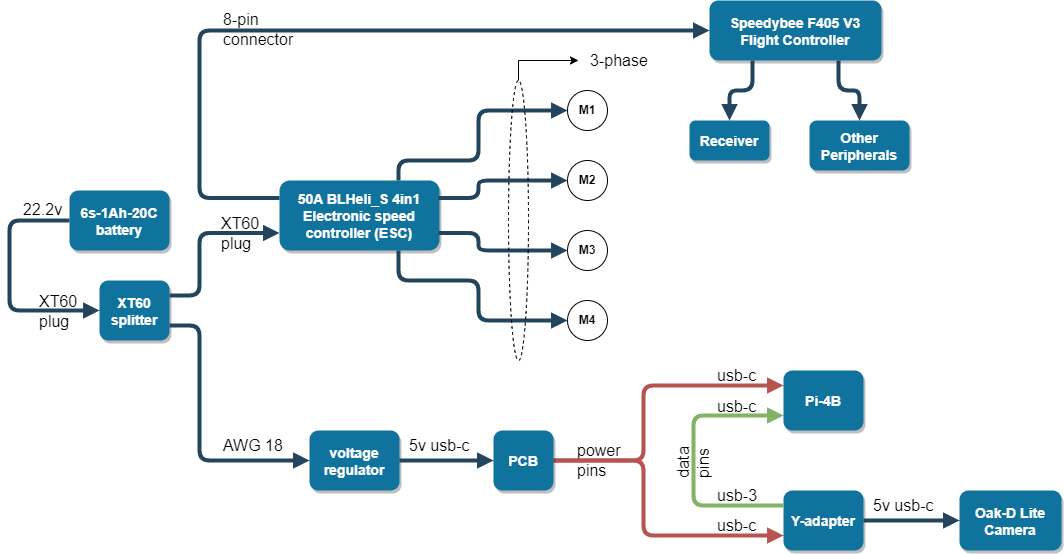 8-pin
connector
Speedybee F405 V3
Flight Controller
3-phase
M1
Receiver
Other
Peripherals
M2
22.2v
6s-1Ah-20C
battery
XT60
plug
50A BLHeli_S 4in1
Electronic speed
controller (ESC)
M3
XT60
plug
XT60
splitter
M4
usb-c
usb-c
Pi-4B
AWG 18
voltage
regulator
5v usb-c
PCB
power
pins
data
pins
usb-3
usb-c
Y-adapter
5v usb-c
Oak-D Lite
Camera